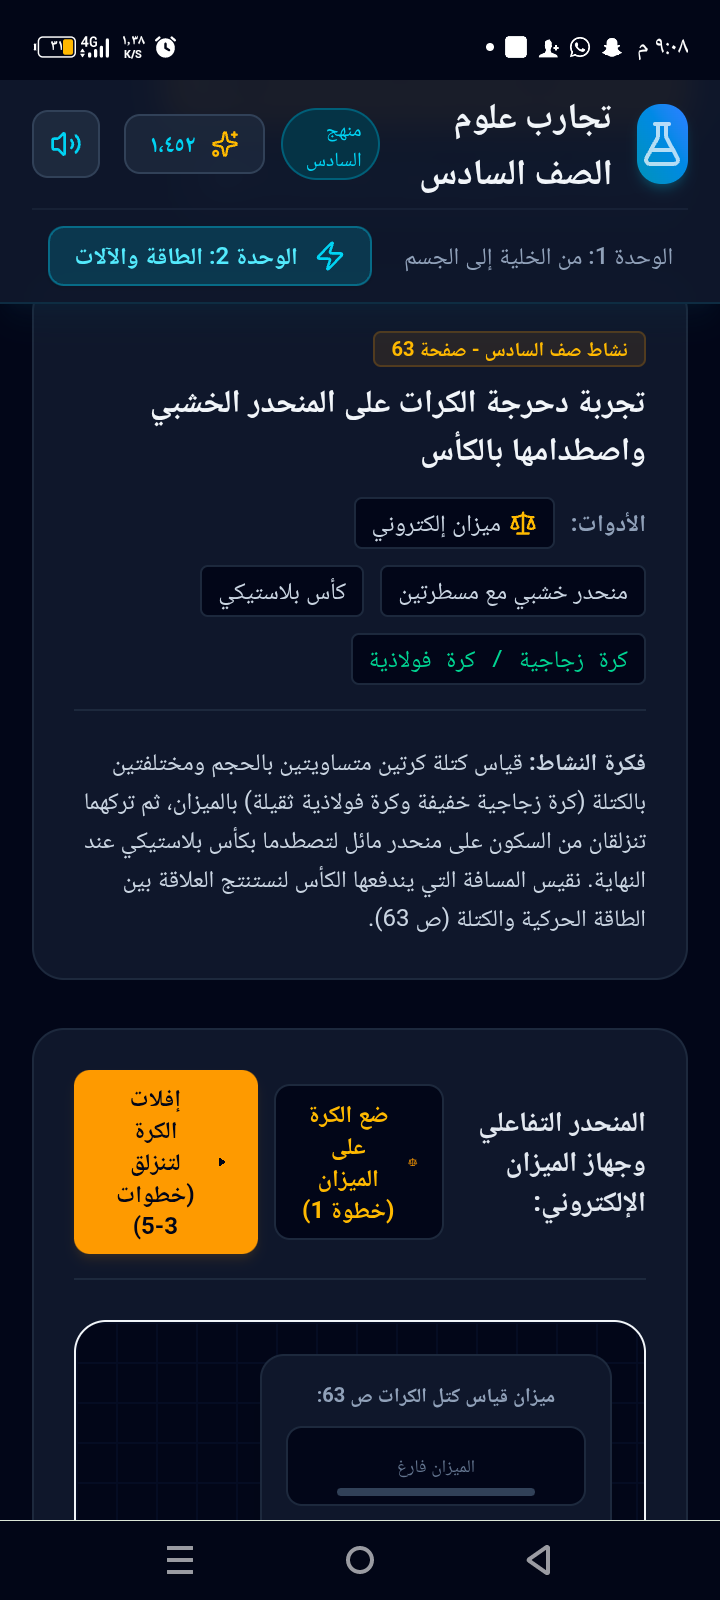 ٩:٠٨ م
١,٣٨
K/S
4G
٣١
تجارب علوم
الصف السادس
منهج
السادس
١،٤٥٢
الوحدة 1: من الخلية إلى الجسم
الوحدة 2: الطاقة والآلات
نشاط صف السادس - صفحة 63
تجربة دحرجة الكرات على المنحدر الخشبي
واصطدامها بالكأس
الأدوات:
ميزان إلكتروني
منحدر خشبي مع مسطرتين
كأس بلاستيكي
كرة زجاجية / كرة فولاذية
فكرة النشاط: قياس كتلة كرتين متساويتين بالحجم ومختلفتين
بالكتلة (كرة زجاجية خفيفة وكرة فولاذية ثقيلة) بالميزان، ثم تركهما
تنزلقان من السكون على منحدر مائل لتصطدما بكأس بلاستيكي عند
النهاية. نقيس المسافة التي يندفعها الكأس لنستنتج العلاقة بين
الطاقة الحركية والكتلة (ص 63).
المنحدر التفاعلي
وجهاز الميزان
الإلكتروني:
ضع الكرة
على
الميزان
(خطوة 1)
إفلات
الكرة
لتنزلق
(خطوات
3-5)
ميزان قياس كتل الكرات ص 63:
الميزان فارغ